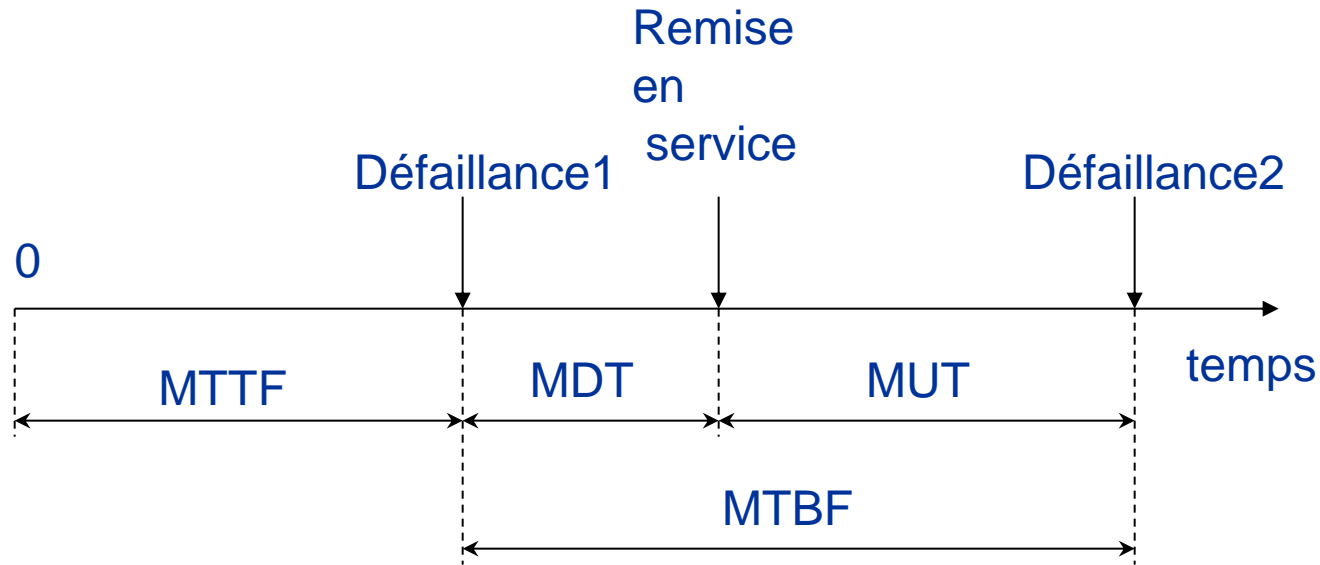 Remise
en
service
Défaillance1
Défaillance2
0
temps
MTTF
MDT
MUT
MTBF